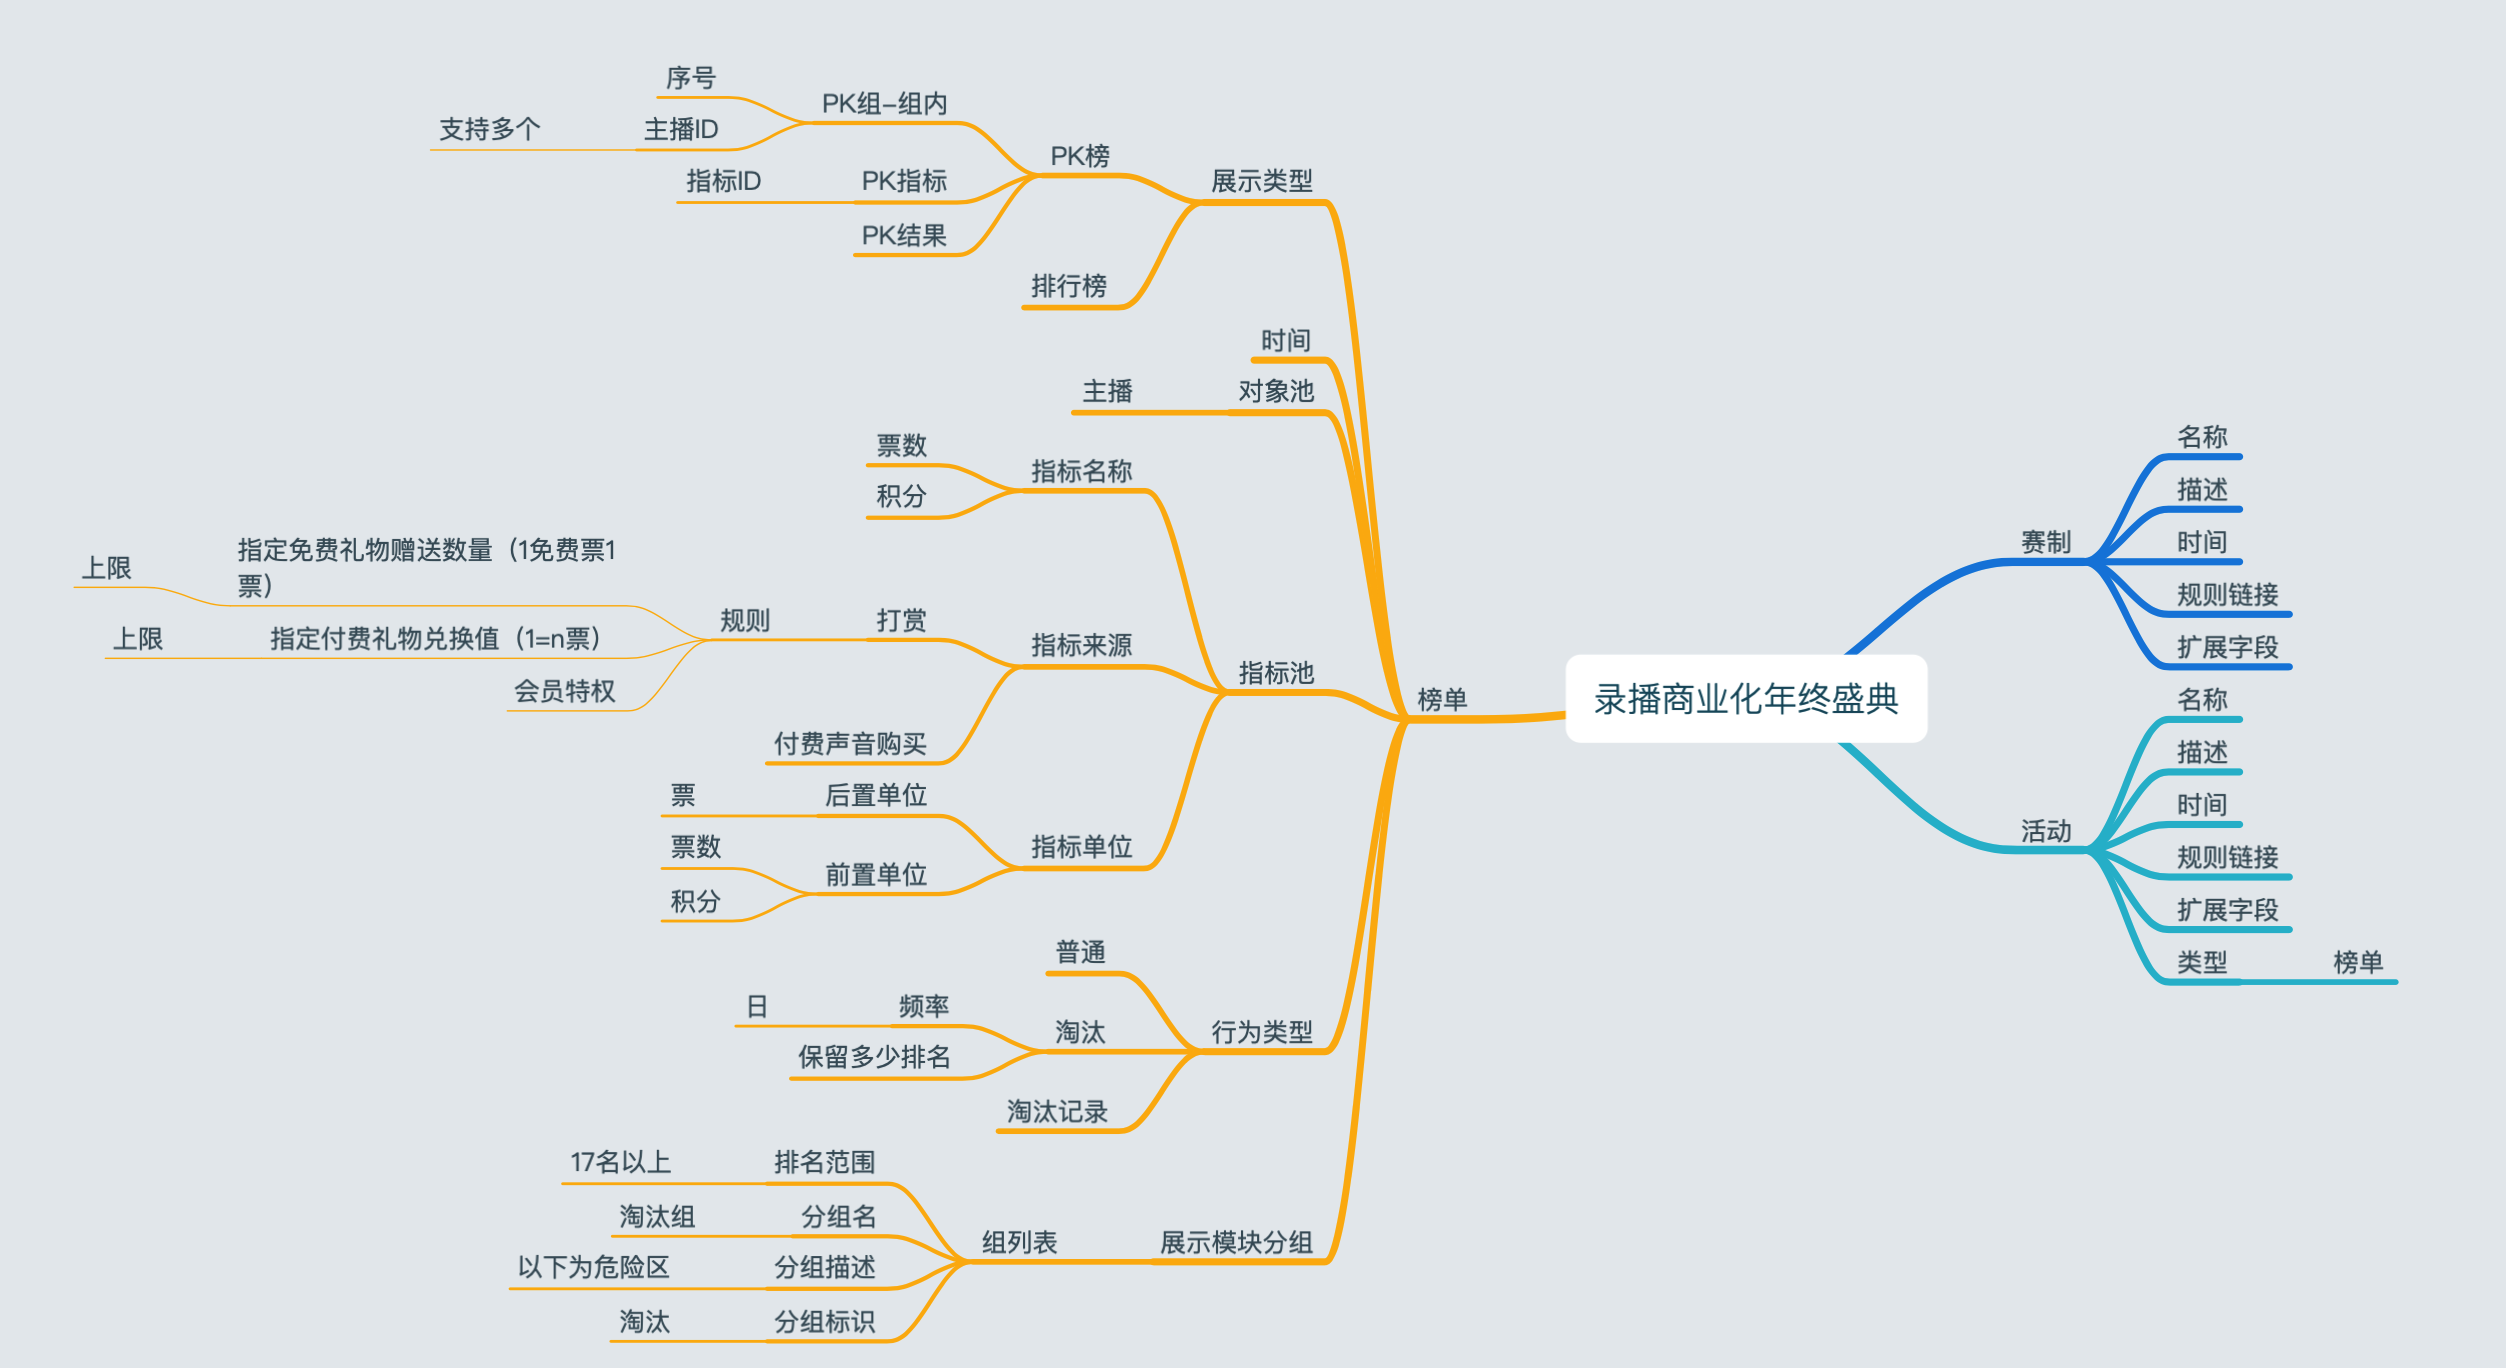 录播商业化年终盛典
赛制
名称
描述
时间
规则链接
扩展字段
活动
名称
描述
时间
规则链接
扩展字段
类型
榜单
榜单
展示类型
PK榜
PK组-组内
序号
主播ID
支持多个
PK指标
指标ID
PK结果
排行榜
时间
对象池
主播
指标池
指标名称
票数
积分
指标来源
打赏
规则
指定免费礼物赠送数量（1免费票1
票）
上限
指定付费礼物兑换值（1=n票）
上限
会员特权
付费声音购买
指标单位
后置单位
票
前置单位
票数
积分
行为类型
普通
淘汰
频率
日
保留多少排名
淘汰记录
展示模块分组
组列表
排名范围
17名以上
分组名
淘汰组
分组描述
以下为危险区
分组标识
淘汰